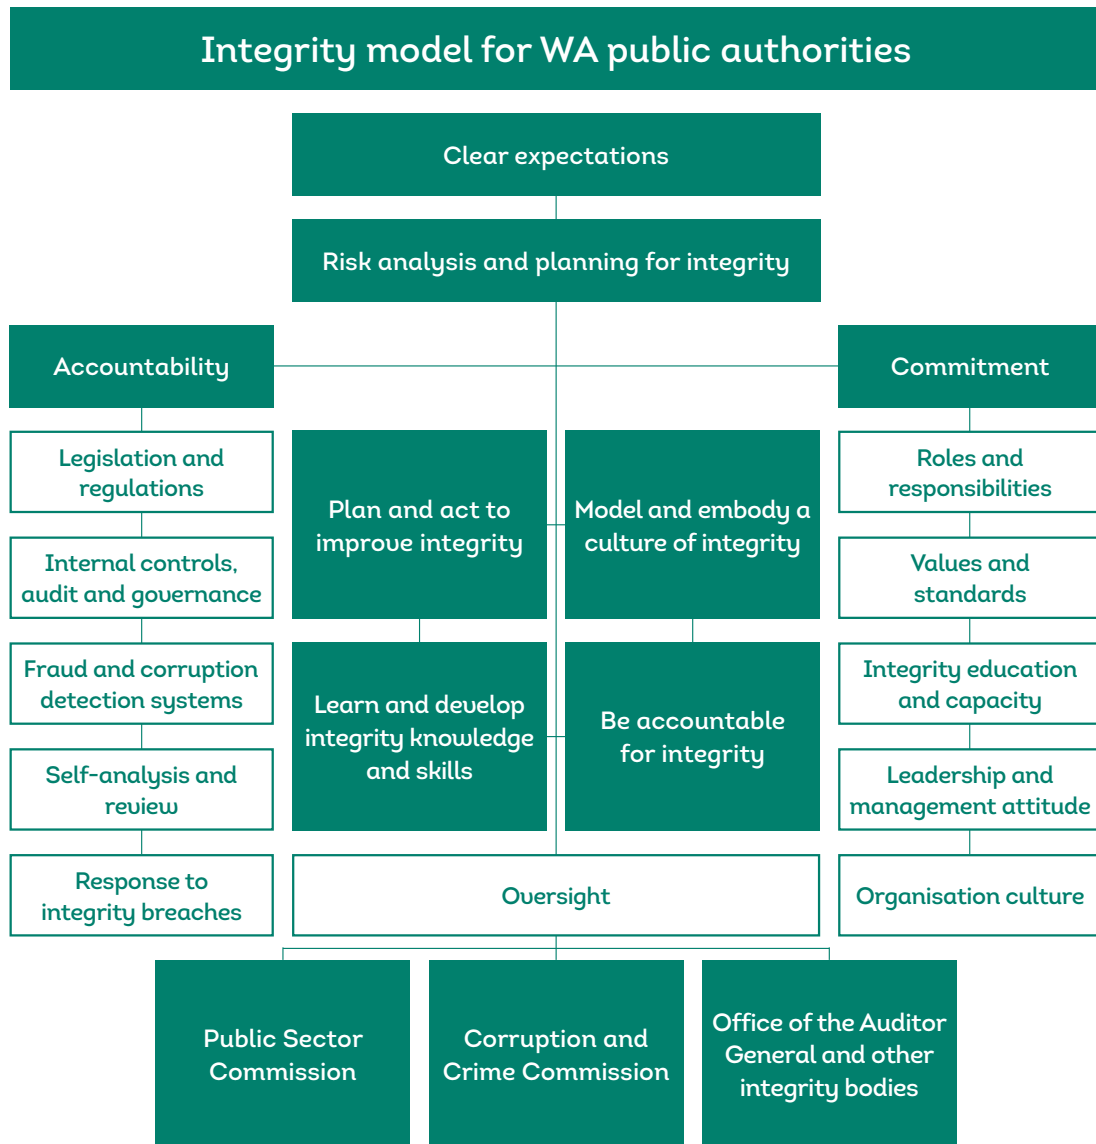 Integrity model for WA public authorities
Clear expectations
Risk analysis and planning for integrity
Accountability
Legislation and
regulations
Internal controls,
audit and governance
Fraud and corruption
detection systems
Self-analysis and
review
Response to
integrity breaches
Plan and act to
improve integrity
Model and embody a
culture of integrity
Learn and develop
integrity knowledge
and skills
Be accountable
for integrity
Commitment
Roles and
responsibilities
Values and
standards
Integrity education
and capacity
Leadership and
management attitude
Organisation culture
Oversight
Public Sector
Commission
Corruption and
Crime Commission
Office of the Auditor
General and other
integrity bodies